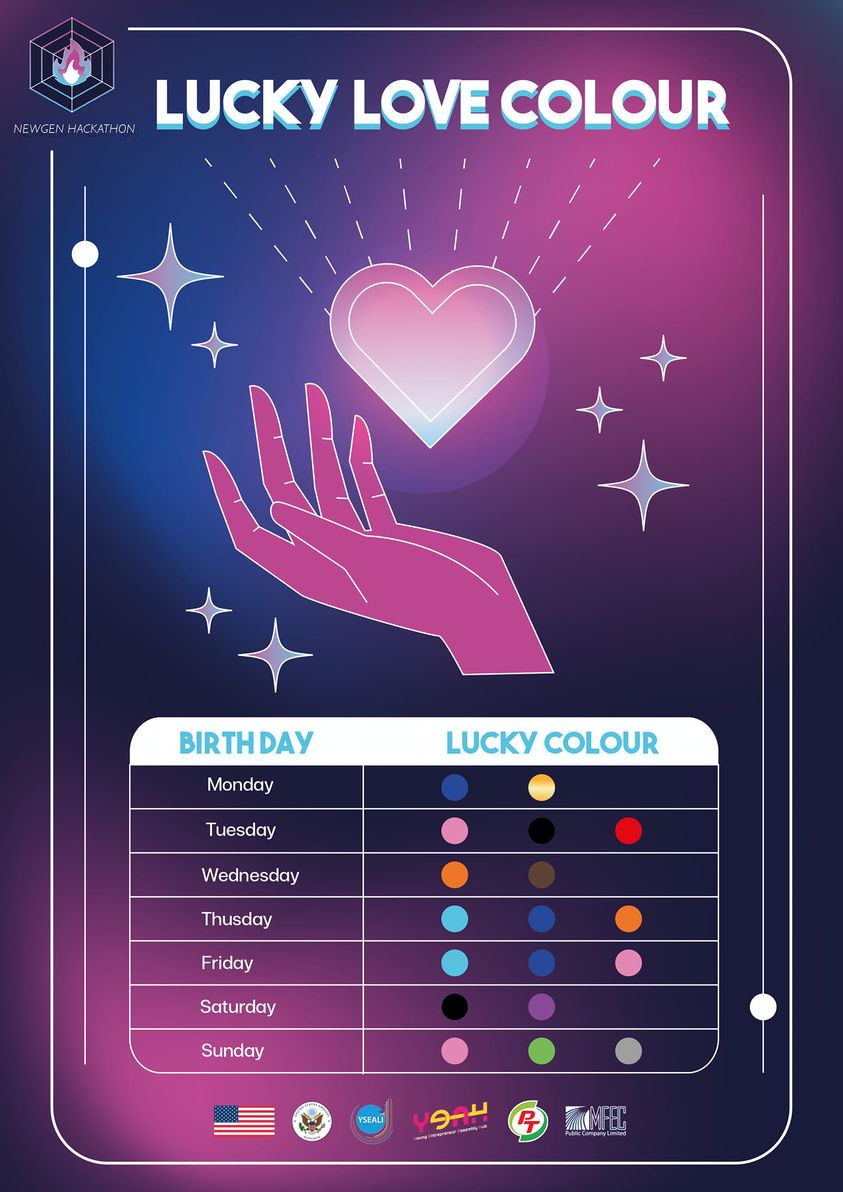 NEWGEN HACKATHON
LUCKY LOVE COLOUR
BIRTH DAY LUCKY COLOUR
Monday
Tuesday
Wednesday
Thusday
Friday
Saturday
Sunday
YSEALI
YEAH
Young Entrepreneur Assembly Hub
PT
MFEC
Public Company Limited